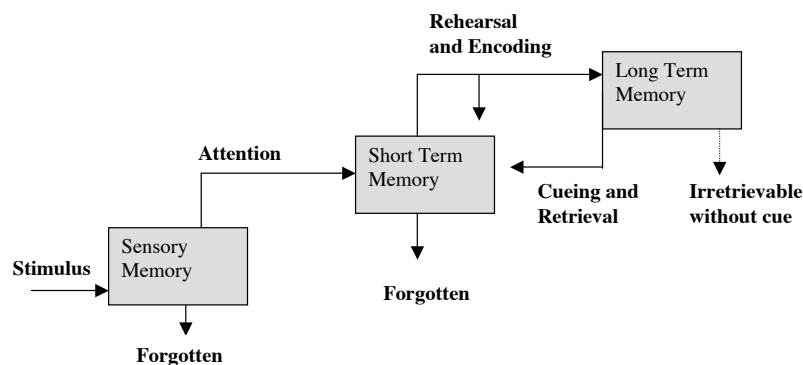 Rehearsal
and Encoding
Long Term
Memory
Attention
Short Term
Memory
Cueing and
Retrieval
Irretrievable
without cue
Sensory
Memory
Stimulus
Forgotten
Forgotten